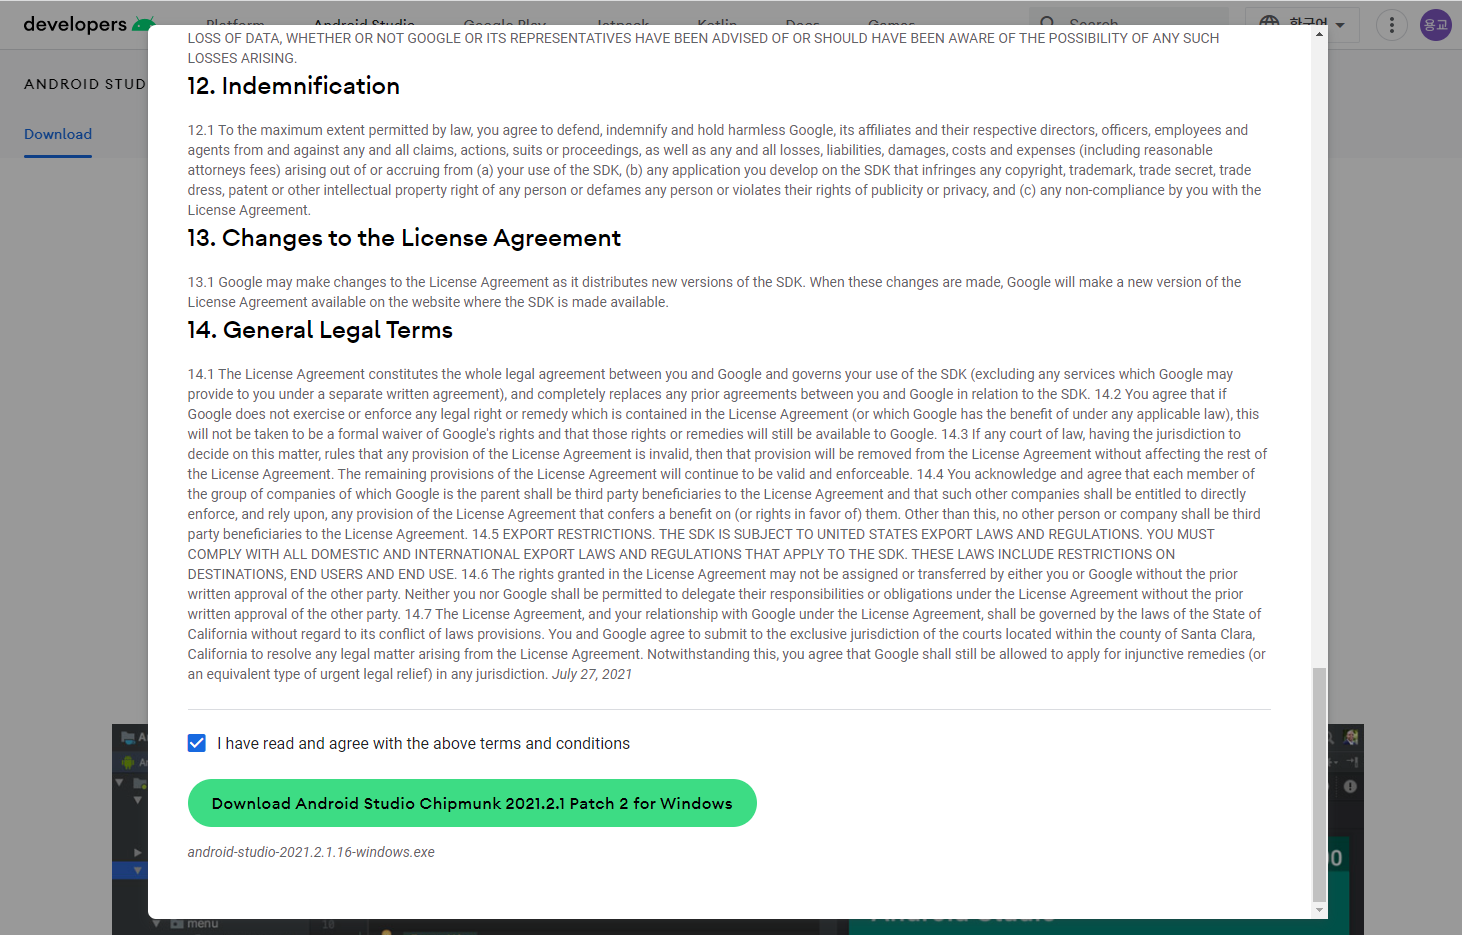 developers
Platform Android Studio Google Play Jetpack Kotlin Docs Games Search 한국어 용교
ANDROID STUD
Download
LOSS OF DATA, WHETHER OR NOT GOOGLE OR ITS REPRESENTATIVES HAVE BEEN ADVISED OF OR SHOULD HAVE BEEN AWARE OF THE POSSIBILITY OF ANY SUCH
LOSSES ARISING.
12. Indemnification
12.1 To the maximum extent permitted by law, you agree to defend, indemnify and hold harmless Google, its affiliates and their respective directors, officers, employees and
agents from and against any and all claims, actions, suits or proceedings, as well as any and all losses, liabilities, damages, costs and expenses (including reasonable
attorneys fees) arising out of or accruing from (a) your use of the SDK, (b) any application you develop on the SDK that infringes any copyright, trademark, trade secret, trade
dress, patent or other intellectual property right of any person or defames any person or violates their rights of publicity or privacy, and (c) any non-compliance by you with the
License Agreement.
13. Changes to the License Agreement
13.1 Google may make changes to the License Agreement as it distributes new versions of the SDK. When these changes are made, Google will make a new version of the
License Agreement available on the website where the SDK is made available.
14. General Legal Terms
14.1 The License Agreement constitutes the whole legal agreement between you and Google and governs your use of the SDK (excluding any services which Google may
provide to you under a separate written agreement), and completely replaces any prior agreements between you and Google in relation to the SDK. 14.2 You agree that if
Google does not exercise or enforce any legal right or remedy which is contained in the License Agreement (or which Google has the benefit of under any applicable law), this
will not be taken to be a formal waiver of Google's rights and that those rights or remedies will still be available to Google. 14.3 If any court of law, having the jurisdiction to
decide on this matter, rules that any provision of the License Agreement is invalid, then that provision will be removed from the License Agreement without affecting the rest of
the License Agreement. The remaining provisions of the License Agreement will continue to be valid and enforceable. 14.4 You acknowledge and agree that each member of
the group of companies of which Google is the parent shall be third party beneficiaries to the License Agreement and that such other companies shall be entitled to directly
enforce, and rely upon, any provision of the License Agreement that confers a benefit on (or rights in favor of) them. Other than this, no other person or company shall be third
party beneficiaries to the License Agreement. 14.5 EXPORT RESTRICTIONS. THE SDK IS SUBJECT TO UNITED STATES EXPORT LAWS AND REGULATIONS. YOU MUST
COMPLY WITH ALL DOMESTIC AND INTERNATIONAL EXPORT LAWS AND REGULATIONS THAT APPLY TO THE SDK. THESE LAWS INCLUDE RESTRICTIONS ON
DESTINATIONS, END USERS AND END USE. 14.6 The rights granted in the License Agreement may not be assigned or transferred by either you or Google without the prior
written approval of the other party. Neither you nor Google shall be permitted to delegate their responsibilities or obligations under the License Agreement without the prior
written approval of the other party. 14.7 The License Agreement, and your relationship with Google under the License Agreement, shall be governed by the laws of the State of
California without regard to its conflict of laws provisions. You and Google agree to submit to the exclusive jurisdiction of the courts located within the county of Santa Clara,
California to resolve any legal matter arising from the License Agreement. Notwithstanding this, you agree that Google shall still be allowed to apply for injunctive remedies (or
an equivalent type of urgent legal relief) in any jurisdiction. July 27, 2021
I have read and agree with the above terms and conditions
Download Android Studio Chipmunk 2021.2.1 Patch 2 for Windows
android-studio-2021.2.1.16-windows.exe
menu